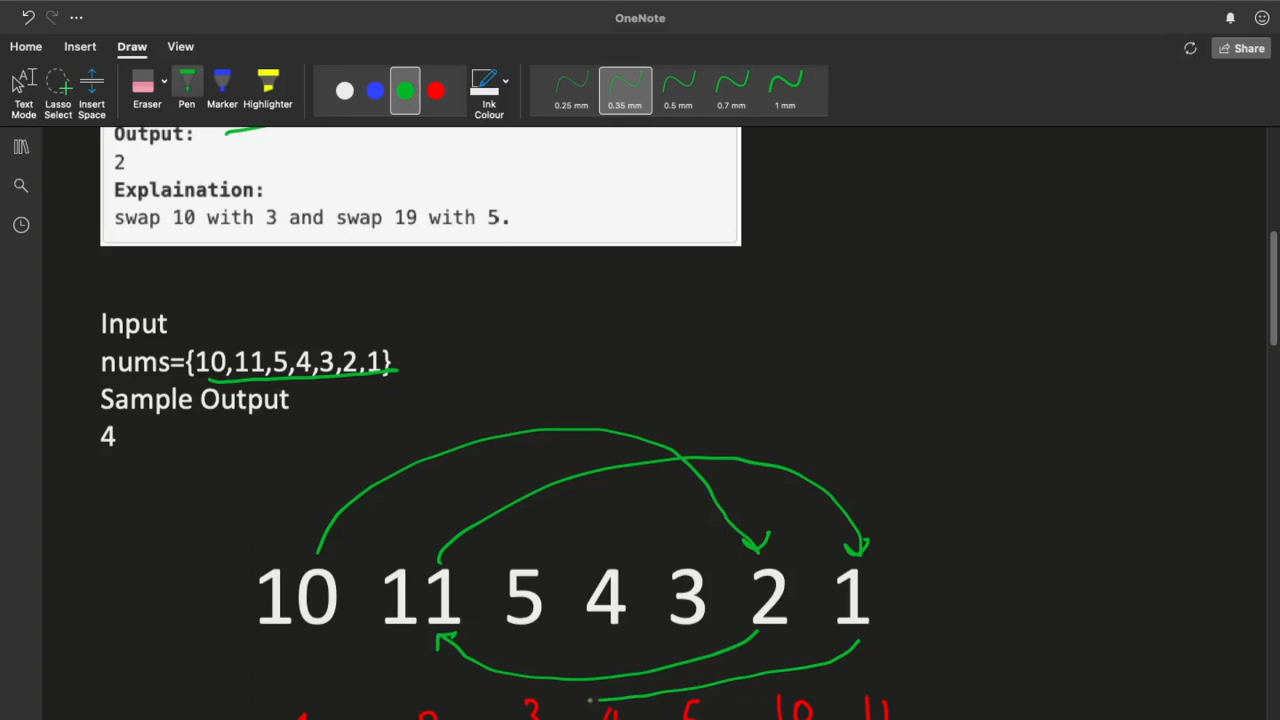 OneNote
Home Insert Draw View
Share
Text Mode
Lasso Select
Insert Space
Eraser
Pen
Marker
Highlighter
Ink Colour
0.25 mm
0.35 mm
0.5 mm
0.7 mm
1 mm
Output:
2
Explaination:
swap 10 with 3 and swap 19 with 5.
Input
nums={10,11,5,4,3,2,1}
Sample Output
4
10 11 5 4 3 2 1